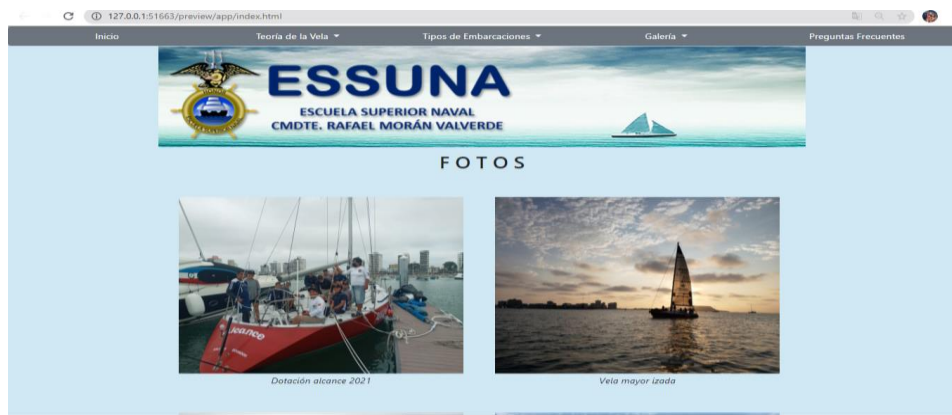 127.0.0.1:51663/preview/app/index.html
Inicio
Teoría de la Vela
Tipos de Embarcaciones
Galería
Preguntas Frecuentes
ESSUNA
ESCUELA SUPERIOR NAVAL
CMDTE. RAFAEL MORÁN VALVERDE
FOTOS
Dotación alcance 2021
Vela mayor izada